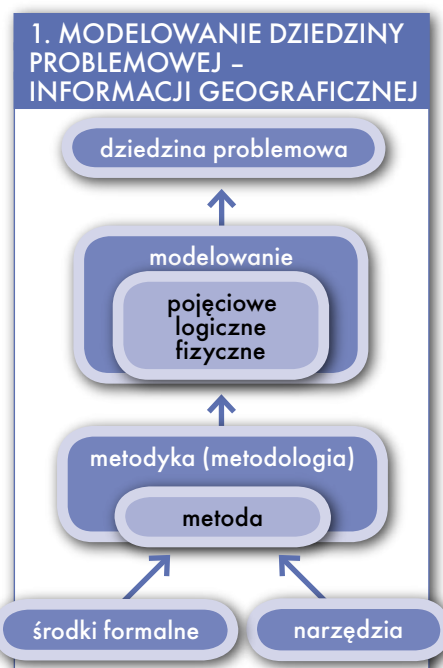 1. MODELOWANIE DZIEDZINY
PROBLEMOWEJ –
INFORMACJI GEOGRAFICZNEJ
dziedzina problemowa
modelowanie
pojęciowe
logiczne
fizyczne
metodyka (metodologia)
metoda
środki formalne
narzędzia